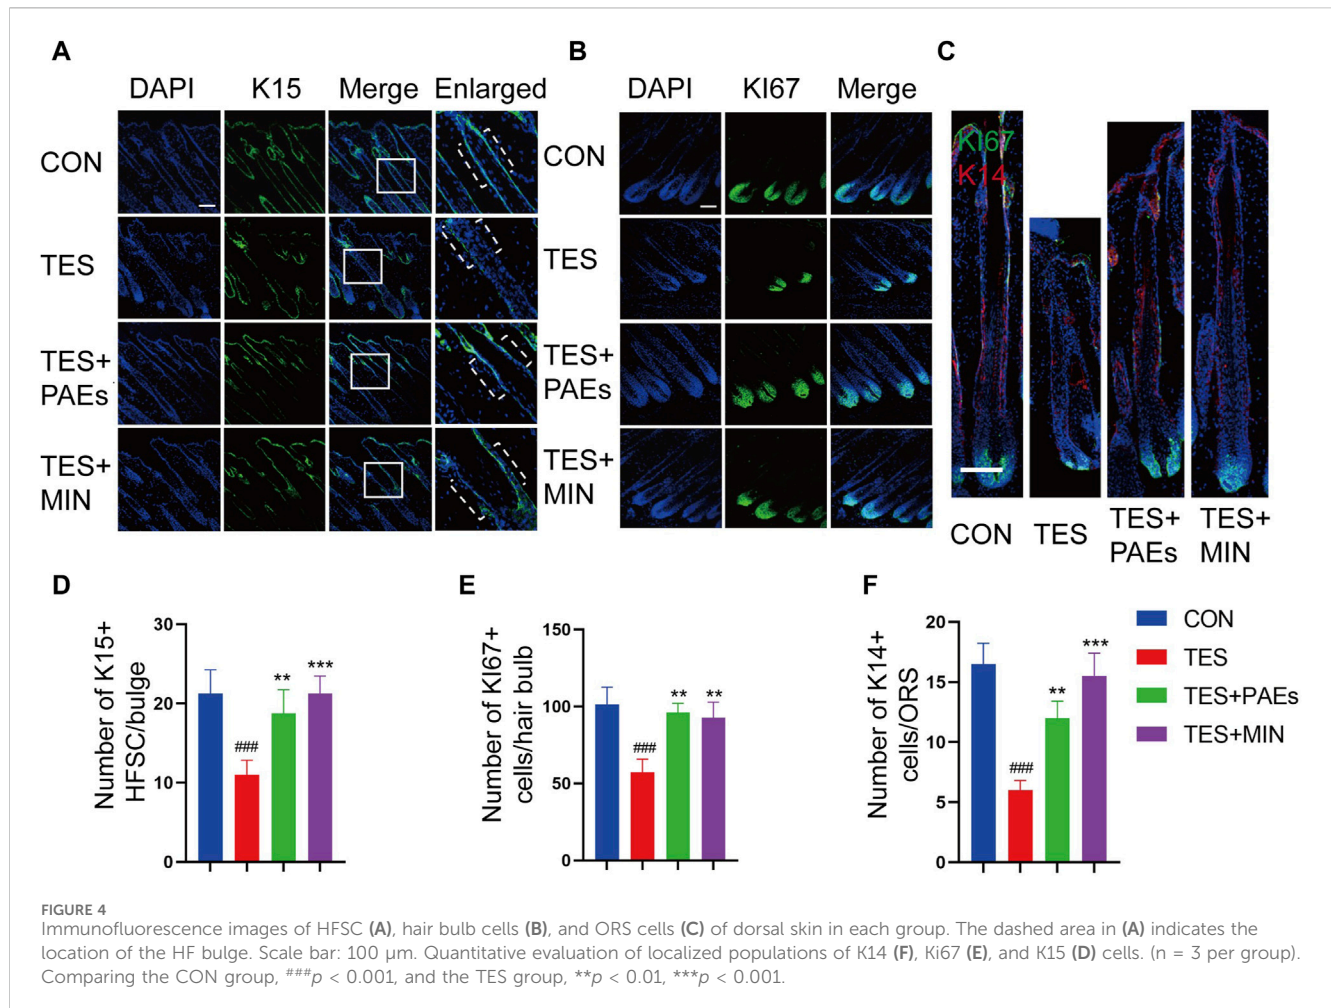 A
DAPI K15 Merge Enlarged
CON
TES
TES+
PAEs
TES+
MIN
B
DAPI KI67 Merge
CON
TES
TES+
PAEs
TES+
MIN
C
KI67
K14
CON TES TES+
PAEs TES+
MIN
D
Number of K15+
HFSC/bulge
30
20
10
0
###
**
***
E
Number of KI67+
cells/hair bulb
150
100
50
0
###
**
**
F
Number of K14+
cells/ORS
20
15
10
5
0
###
**
***
CON
TES
TES+PAEs
TES+MIN
FIGURE 4
Immunofluorescence images of HFSC (A), hair bulb cells (B), and ORS cells (C) of dorsal skin in each group. The dashed area in (A) indicates the
location of the HF bulge. Scale bar: 100 μm. Quantitative evaluation of localized populations of K14 (F), Ki67 (E), and K15 (D) cells. (n = 3 per group).
Comparing the CON group, ###p < 0.001, and the TES group, **p < 0.01, ***p < 0.001.